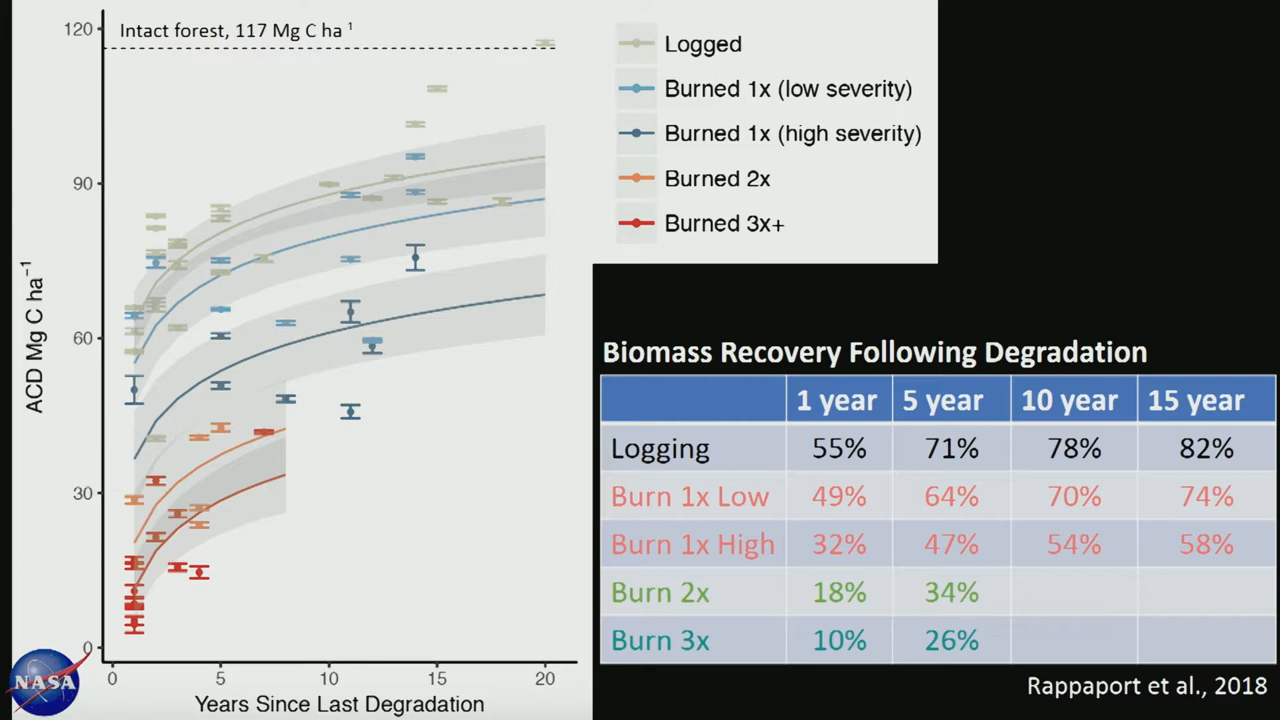 120
90
60
30
0
ACD Mg C ha−1
Intact forest, 117 Mg C ha 1
0 5 10 15 20
Years Since Last Degradation
NASA
Logged
Burned 1x (low severity)
Burned 1x (high severity)
Burned 2x
Burned 3x+
Biomass Recovery Following Degradation
1 year 5 year 10 year 15 year
Logging 55% 71% 78% 82%
Burn 1x Low 49% 64% 70% 74%
Burn 1x High 32% 47% 54% 58%
Burn 2x 18% 34%
Burn 3x 10% 26%
Rappaport et al., 2018